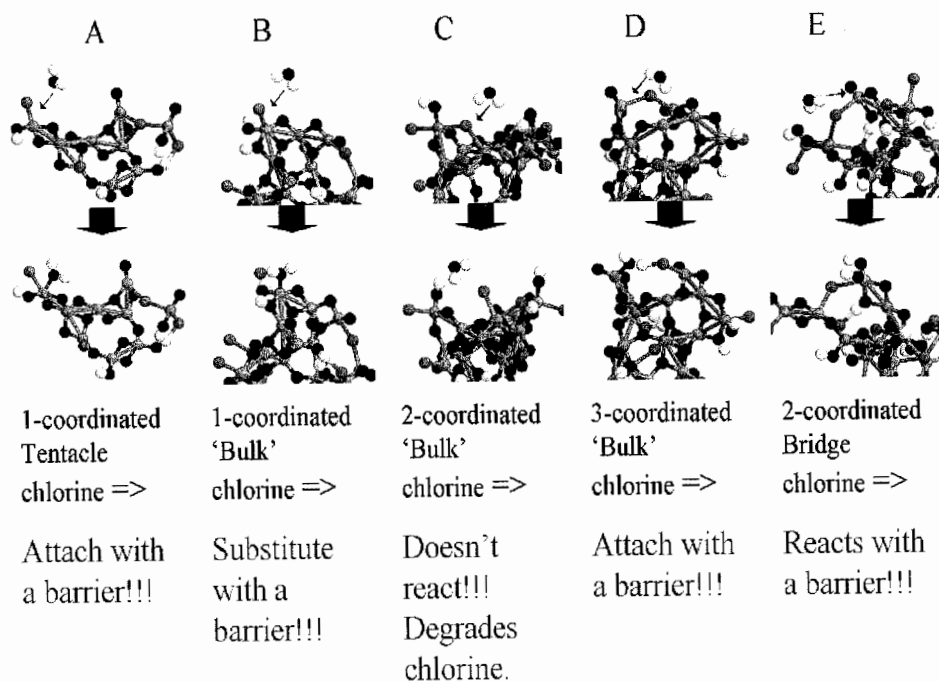 A
B
C
D
E
1-coordinated
Tentacle
chlorine =>
Attach with
a barrier!!!
1-coordinated
‘Bulk’
chlorine =>
Substitute
with a
barrier!!!
2-coordinated
‘Bulk’
chlorine =>
Doesn’t
react!!!
Degrades
chlorine.
3-coordinated
‘Bulk’
chlorine =>
Attach with
a barrier!!!
2-coordinated
Bridge
chlorine =>
Reacts with
a barrier!!!